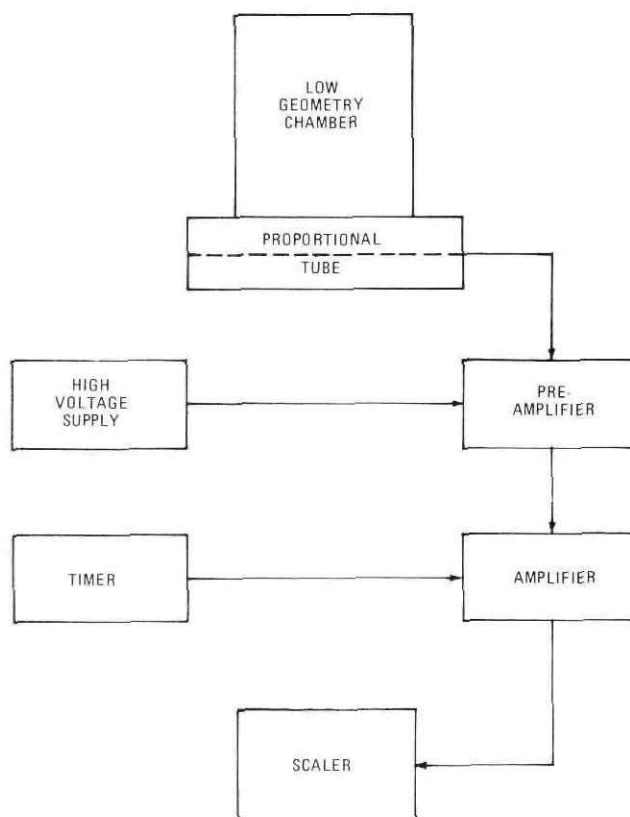 LOW
GEOMETRY
CHAMBER
PROPORTIONAL
TUBE
HIGH
VOLTAGE
SUPPLY
PRE-
AMPLIFIER
TIMER
AMPLIFIER
SCALER